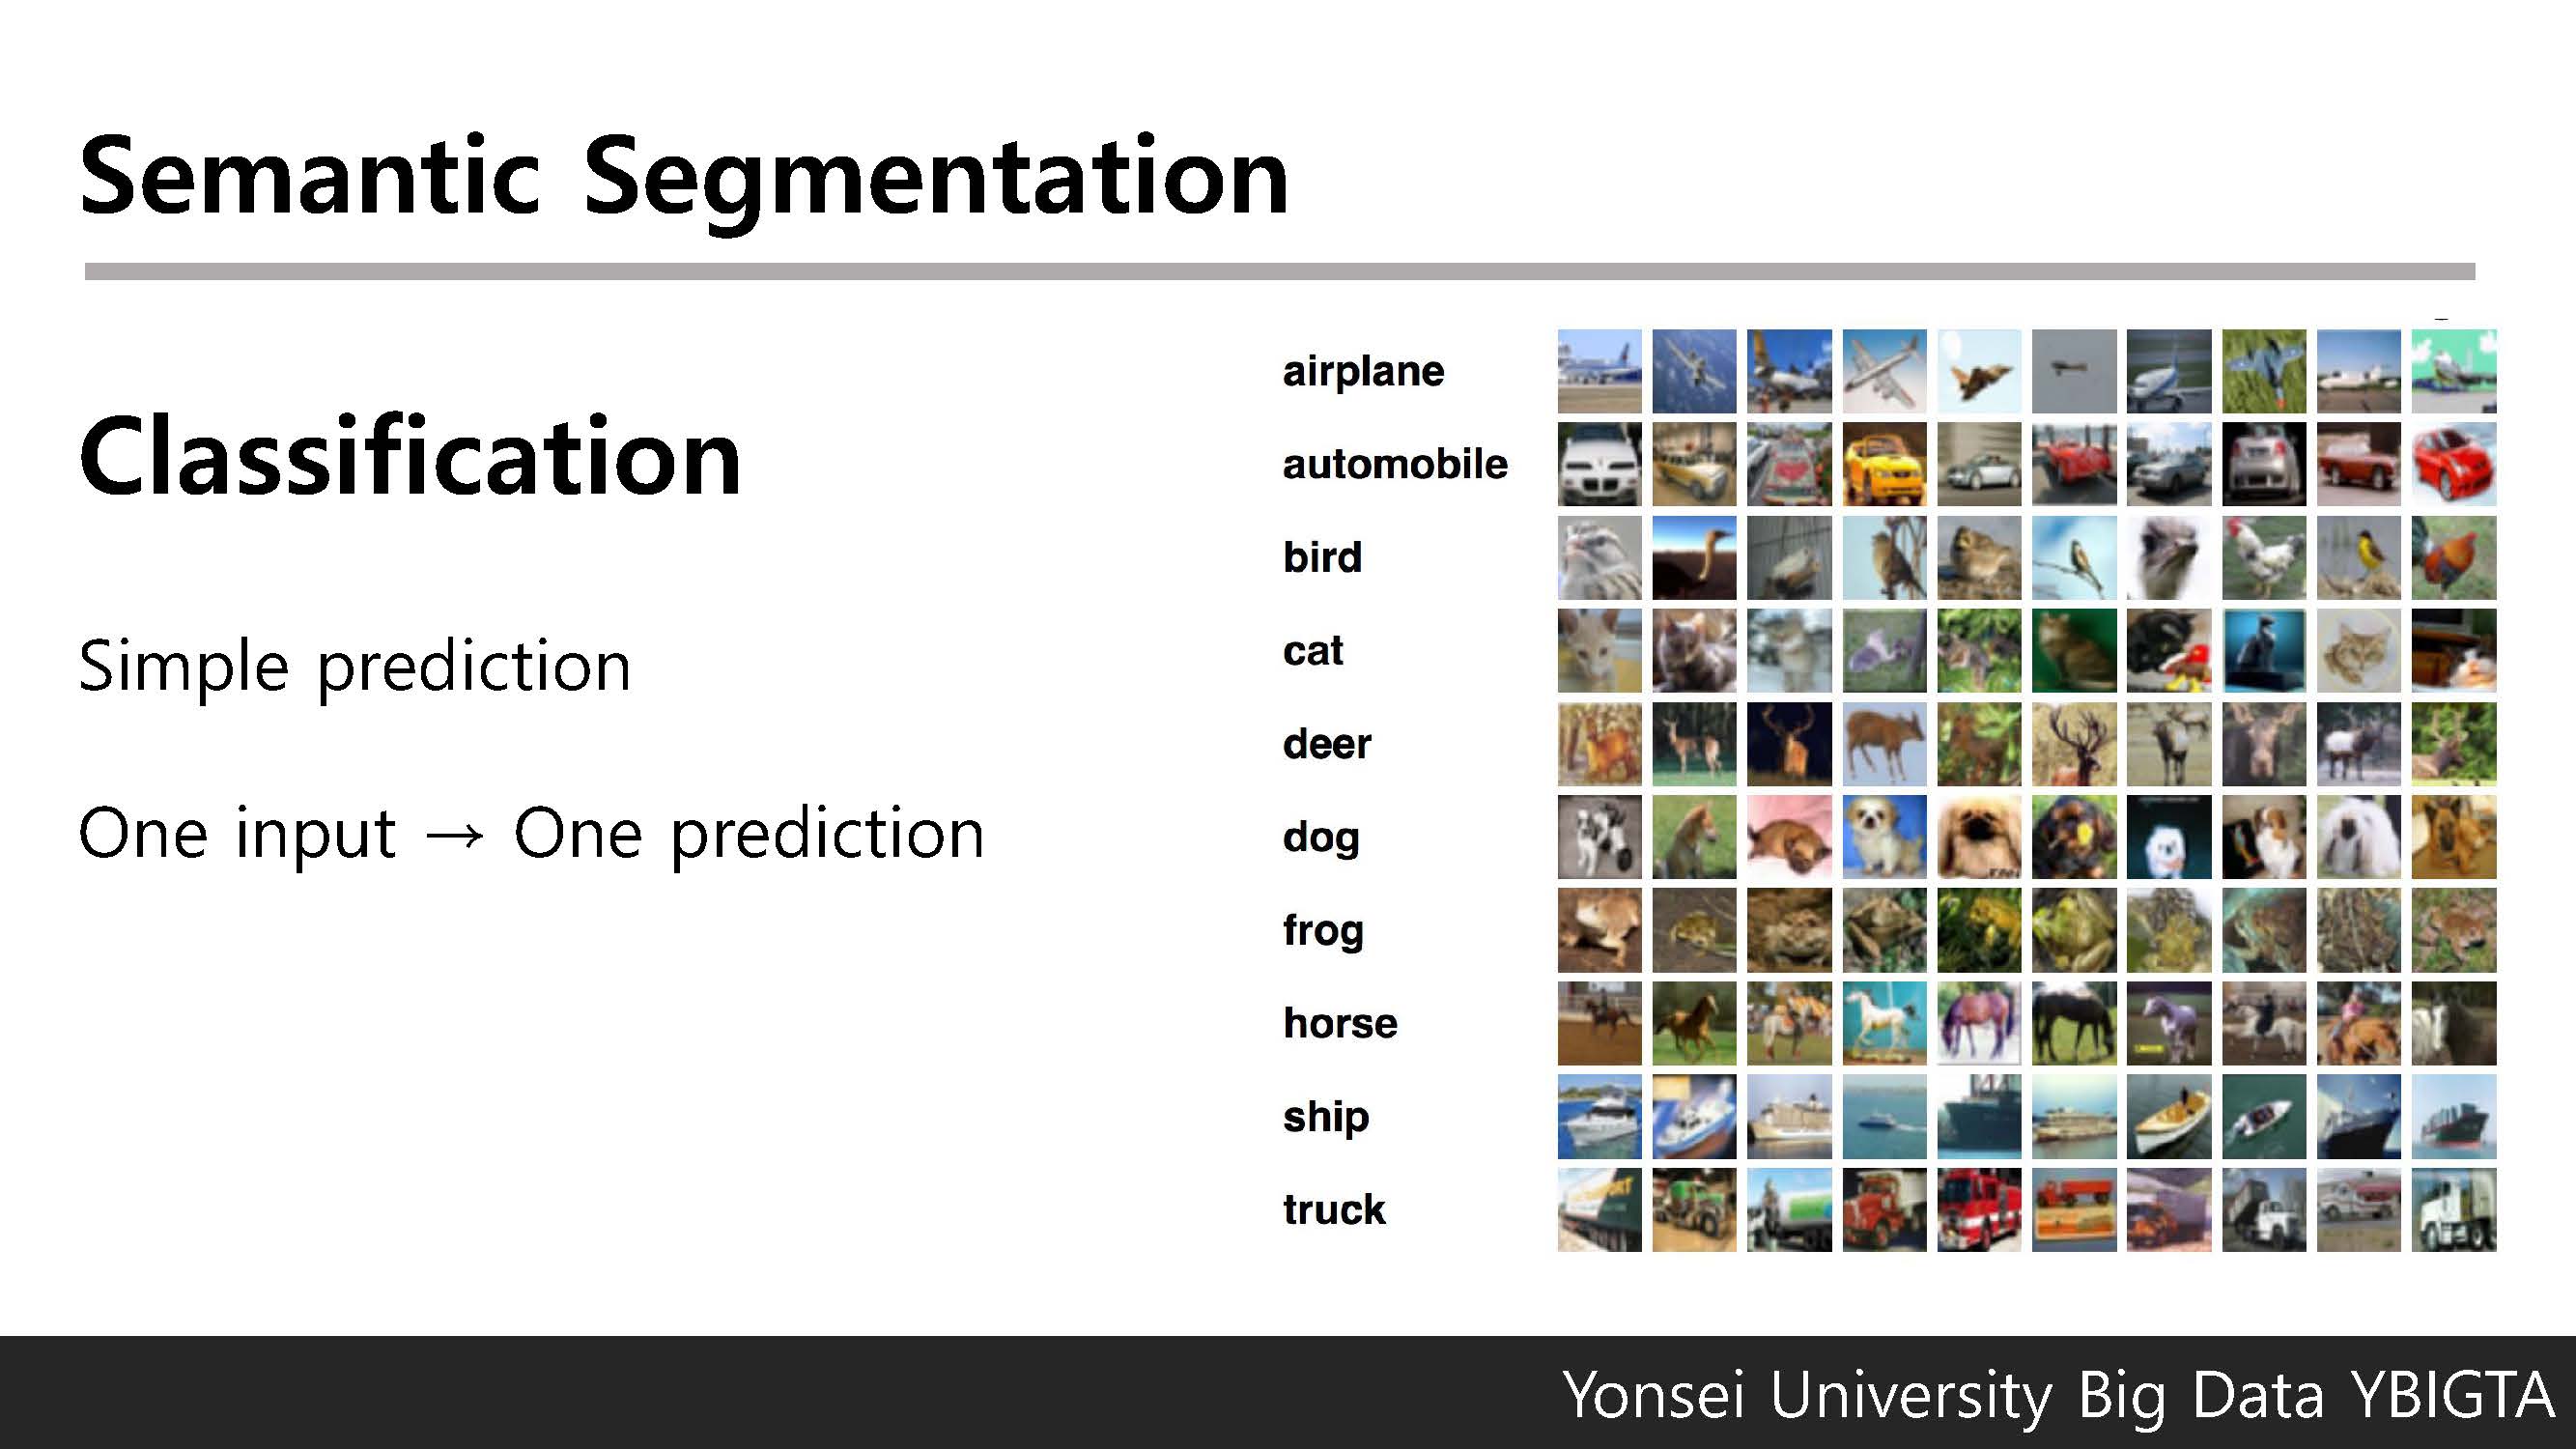 Semantic Segmentation
Classification
Simple prediction
One input → One prediction
airplane
automobile
bird
cat
deer
dog
frog
horse
ship
truck
Yonsei University Big Data YBIGTA